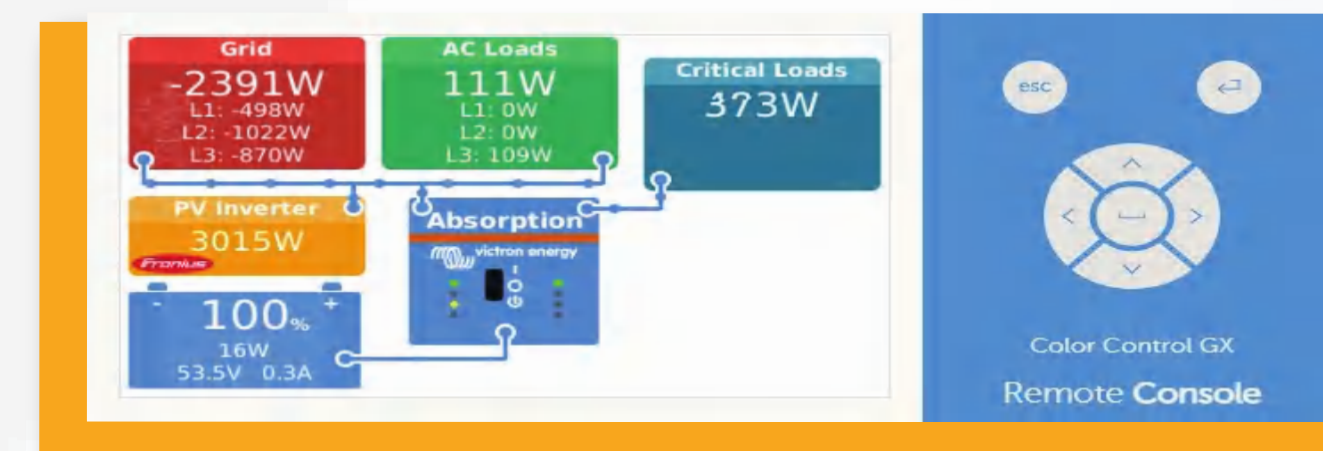 Grid
-2391W
L1: -498W
L2: -1022W
L3: -870W
AC Loads
111W
L1: 0W
L2: 0W
L3: 109W
Critical Loads
373W
PV Inverter
3015W
Fronius
Absorption
victron energy
- +
100%
16W
53.5V 0.3A
esc
Color Control GX
Remote Console